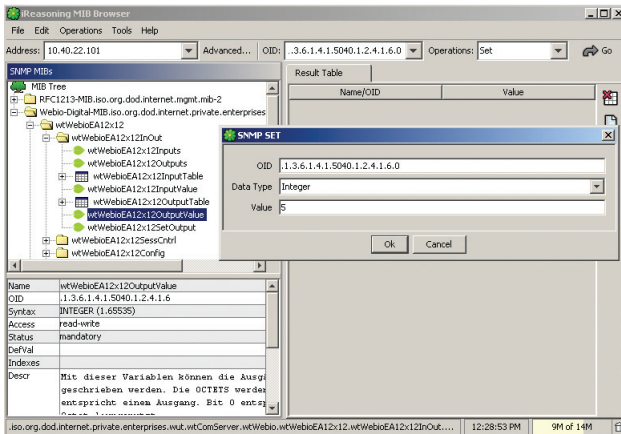 iReasoning MIB Browser
File Edit Operations Tools Help
Address: 10.40.22.101 Advanced... OID: ..3.6.1.4.1.5040.1.2.4.1.6.0 Operations: Set Go
SNMP MIBs
MIB Tree
RFC1213-MIB.iso.org.dod.internet.mgmt.mib-2
Webio-Digital-MIB.iso.org.dod.internet.private.enterprises
wtWebioEA12x12
wtWebioEA12x12InOut
wtWebioEA12x12Inputs
wtWebioEA12x12Outputs
wtWebioEA12x12InputTable
wtWebioEA12x12InputValue
wtWebioEA12x12OutputTable
wtWebioEA12x12OutputValue
wtWebioEA12x12SetOutput
wtWebioEA12x12SessCntrl
wtWebioEA12x12Config
Result Table
Name/OID Value
SNMP SET
OID .1.3.6.1.4.1.5040.1.2.4.1.6.0
Data Type Integer
Value 5
Ok Cancel
Name wtWebioEA12x12OutputValue
OID .1.3.6.1.4.1.5040.1.2.4.1.6
Syntax INTEGER (1.65535)
Access read-write
Status mandatory
DefVal
Indexes
Descr Mit dieser Variablen können die Ausgä
geschrieben werden. Die OCTETS werde
entspricht einem Ausgang. Bit 0 entsp
.iso.org.dod.internet.private.enterprises.wut.wtComServer.wtWebio.wtWebioEA12x12.wtWebioEA12x12InOut.... 12:28:53 PM 9M of 14M